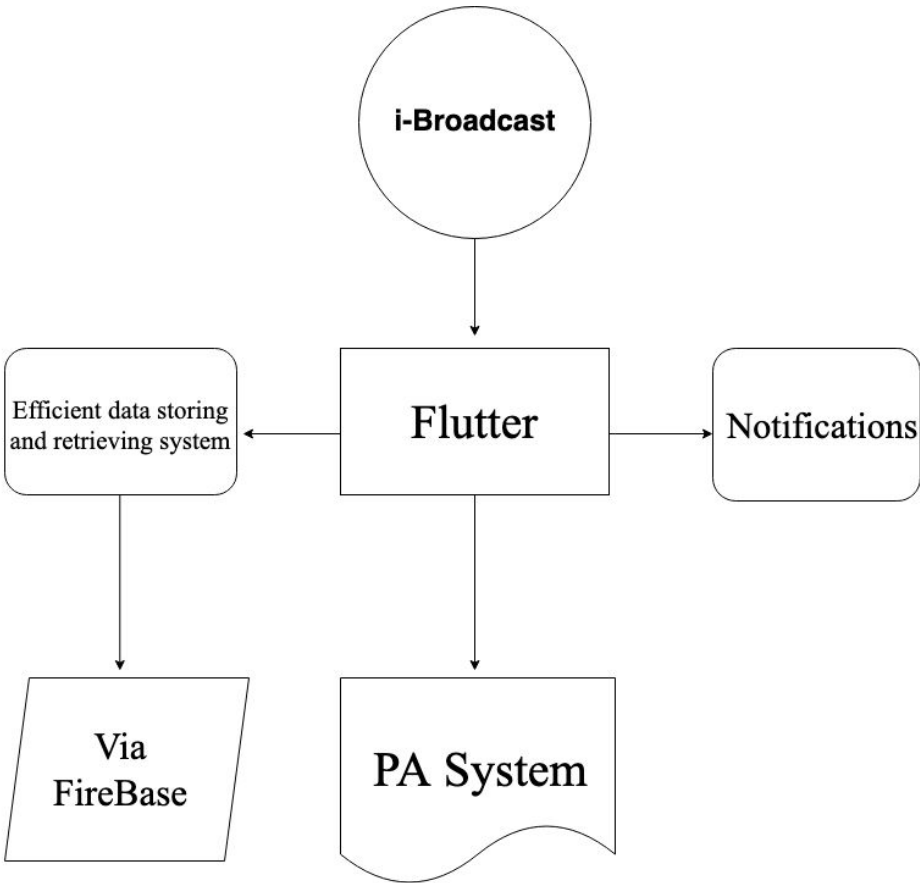 i-Broadcast
Efficient data storing
and retrieving system
Flutter
Notifications
Via
FireBase
PA System